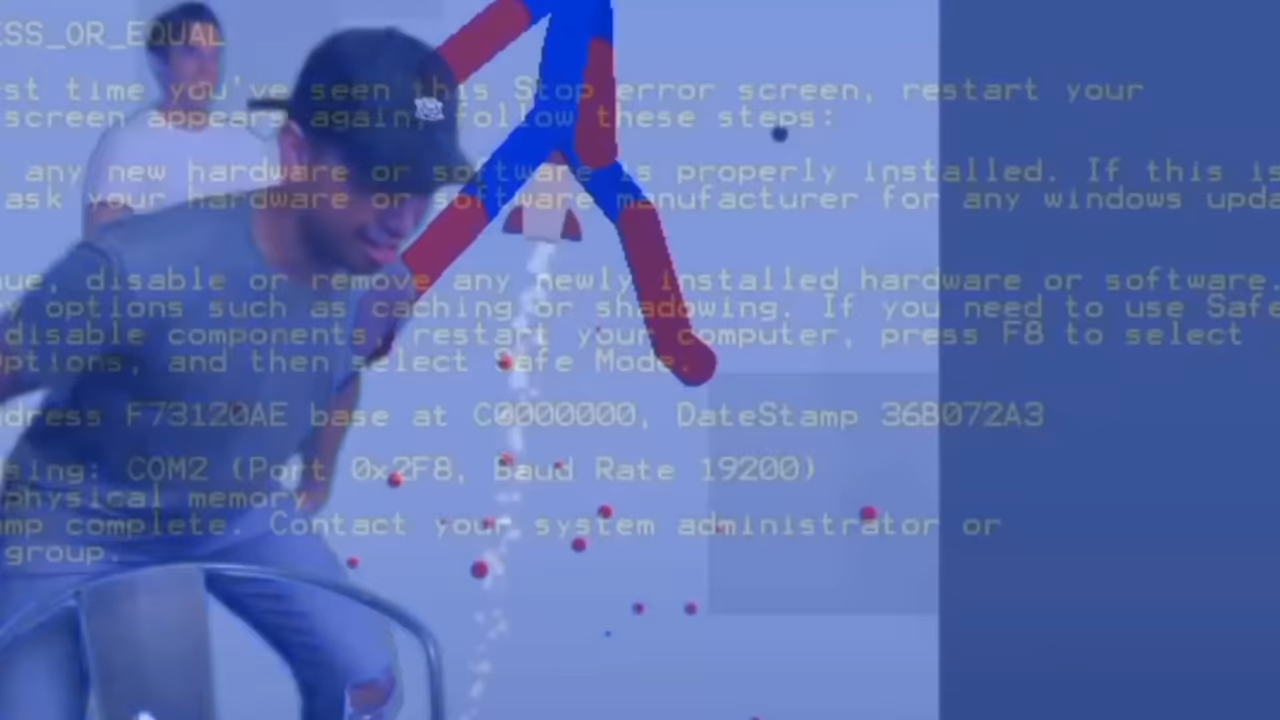 ESS_OR_EQUAL
st time you've seen this Stop error screen, restart your
screen appears again, follow these steps:
any new hardware or software is properly installed. If this is
ask your hardware or software manufacturer for any windows upda
ue, disable or remove any newly installed hardware or software.
y options such as caching or shadowing. If you need to use Safe
disable components, restart your computer, press F8 to select
ptions, and then select Safe Mode.
dress F73120AE base at C0000000, DateStamp 36B072A3
sing: COM2 (Port 0x2F8, Baud Rate 19200)
physical memory
mp complete. Contact your system administrator or
group.